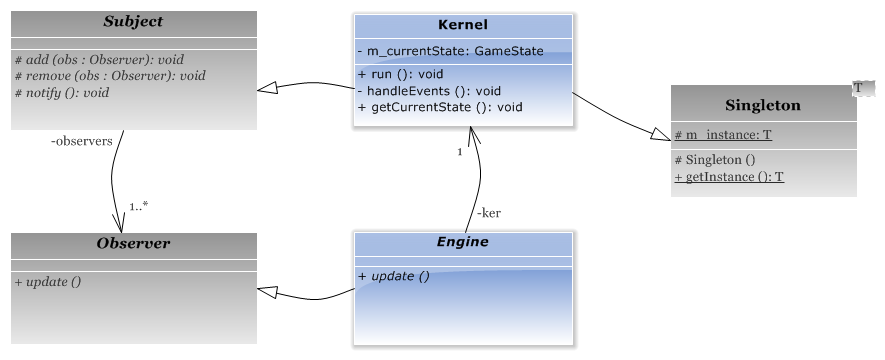 Subject
# add (obs : Observer): void
# remove (obs : Observer): void
# notify (): void
Kernel
- m_currentState: GameState
+ run (): void
- handleEvents (): void
+ getCurrentState (): void
T
Singleton
# m_instance: T
# Singleton ()
+ getInstance (): T
-observers
1..*
1
-ker
Observer
+ update ()
Engine
+ update ()